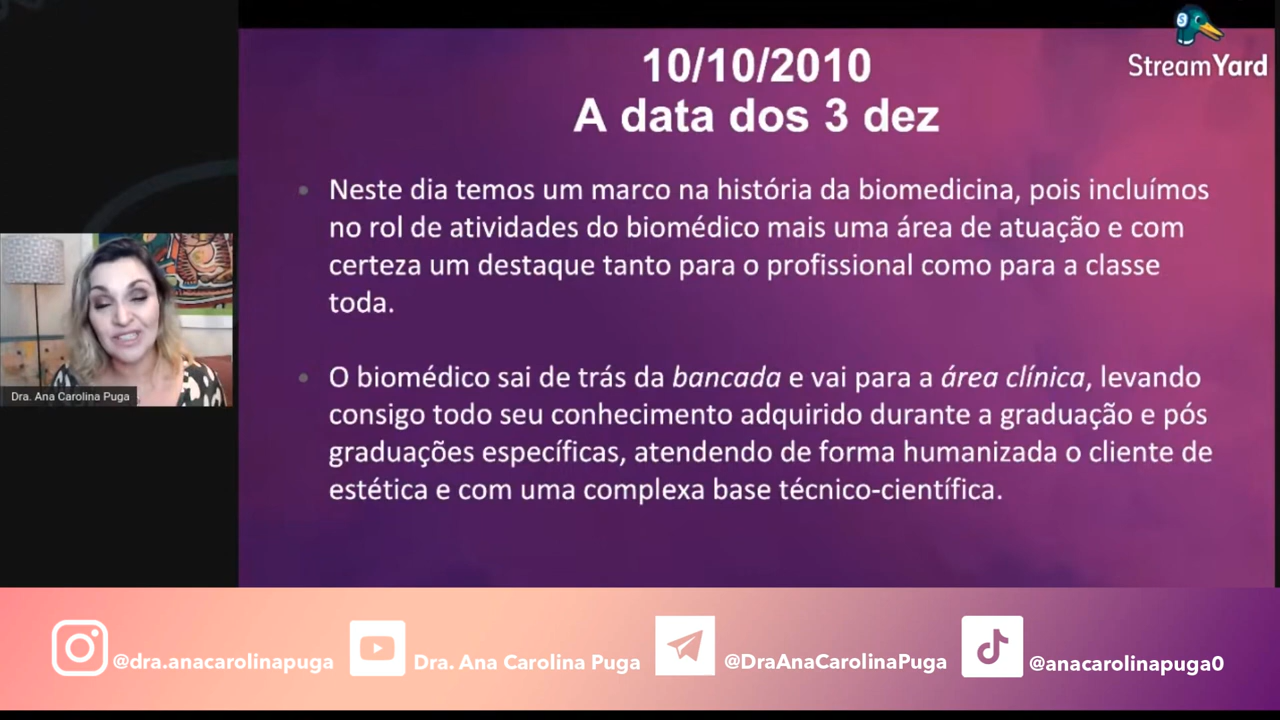 10/10/2010
A data dos 3 dez
StreamYard
Neste dia temos um marco na história da biomedicina, pois incluímos
no rol de atividades do biomédico mais uma área de atuação e com
certeza um destaque tanto para o profissional como para a classe
toda.
O biomédico sai de trás da bancada e vai para a área clínica, levando
consigo todo seu conhecimento adquirido durante a graduação e pós
graduações específicas, atendendo de forma humanizada o cliente de
estética e com uma complexa base técnico-científica.
Dra. Ana Carolina Puga
@dra.anacarolinapuga
Dra. Ana Carolina Puga
@DraAnaCarolinaPuga
@anacarolinapuga0